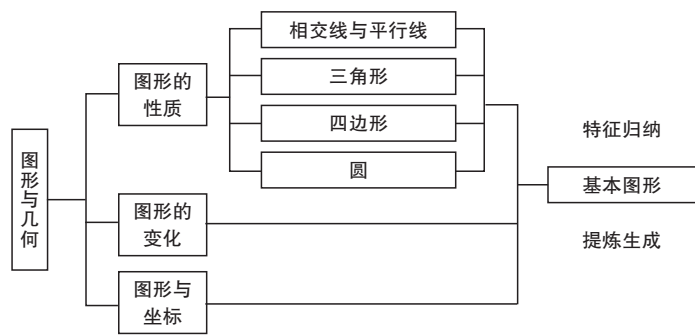 图形与几何
图形的
性质
图形的
变化
图形与
坐标
相交线与平行线
三角形
四边形
圆
特征归纳
基本图形
提炼生成